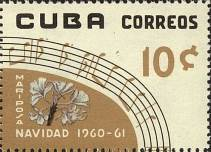 CUBA CORREOS
10¢
MARIPOSA
NAVIDAD 1960-61